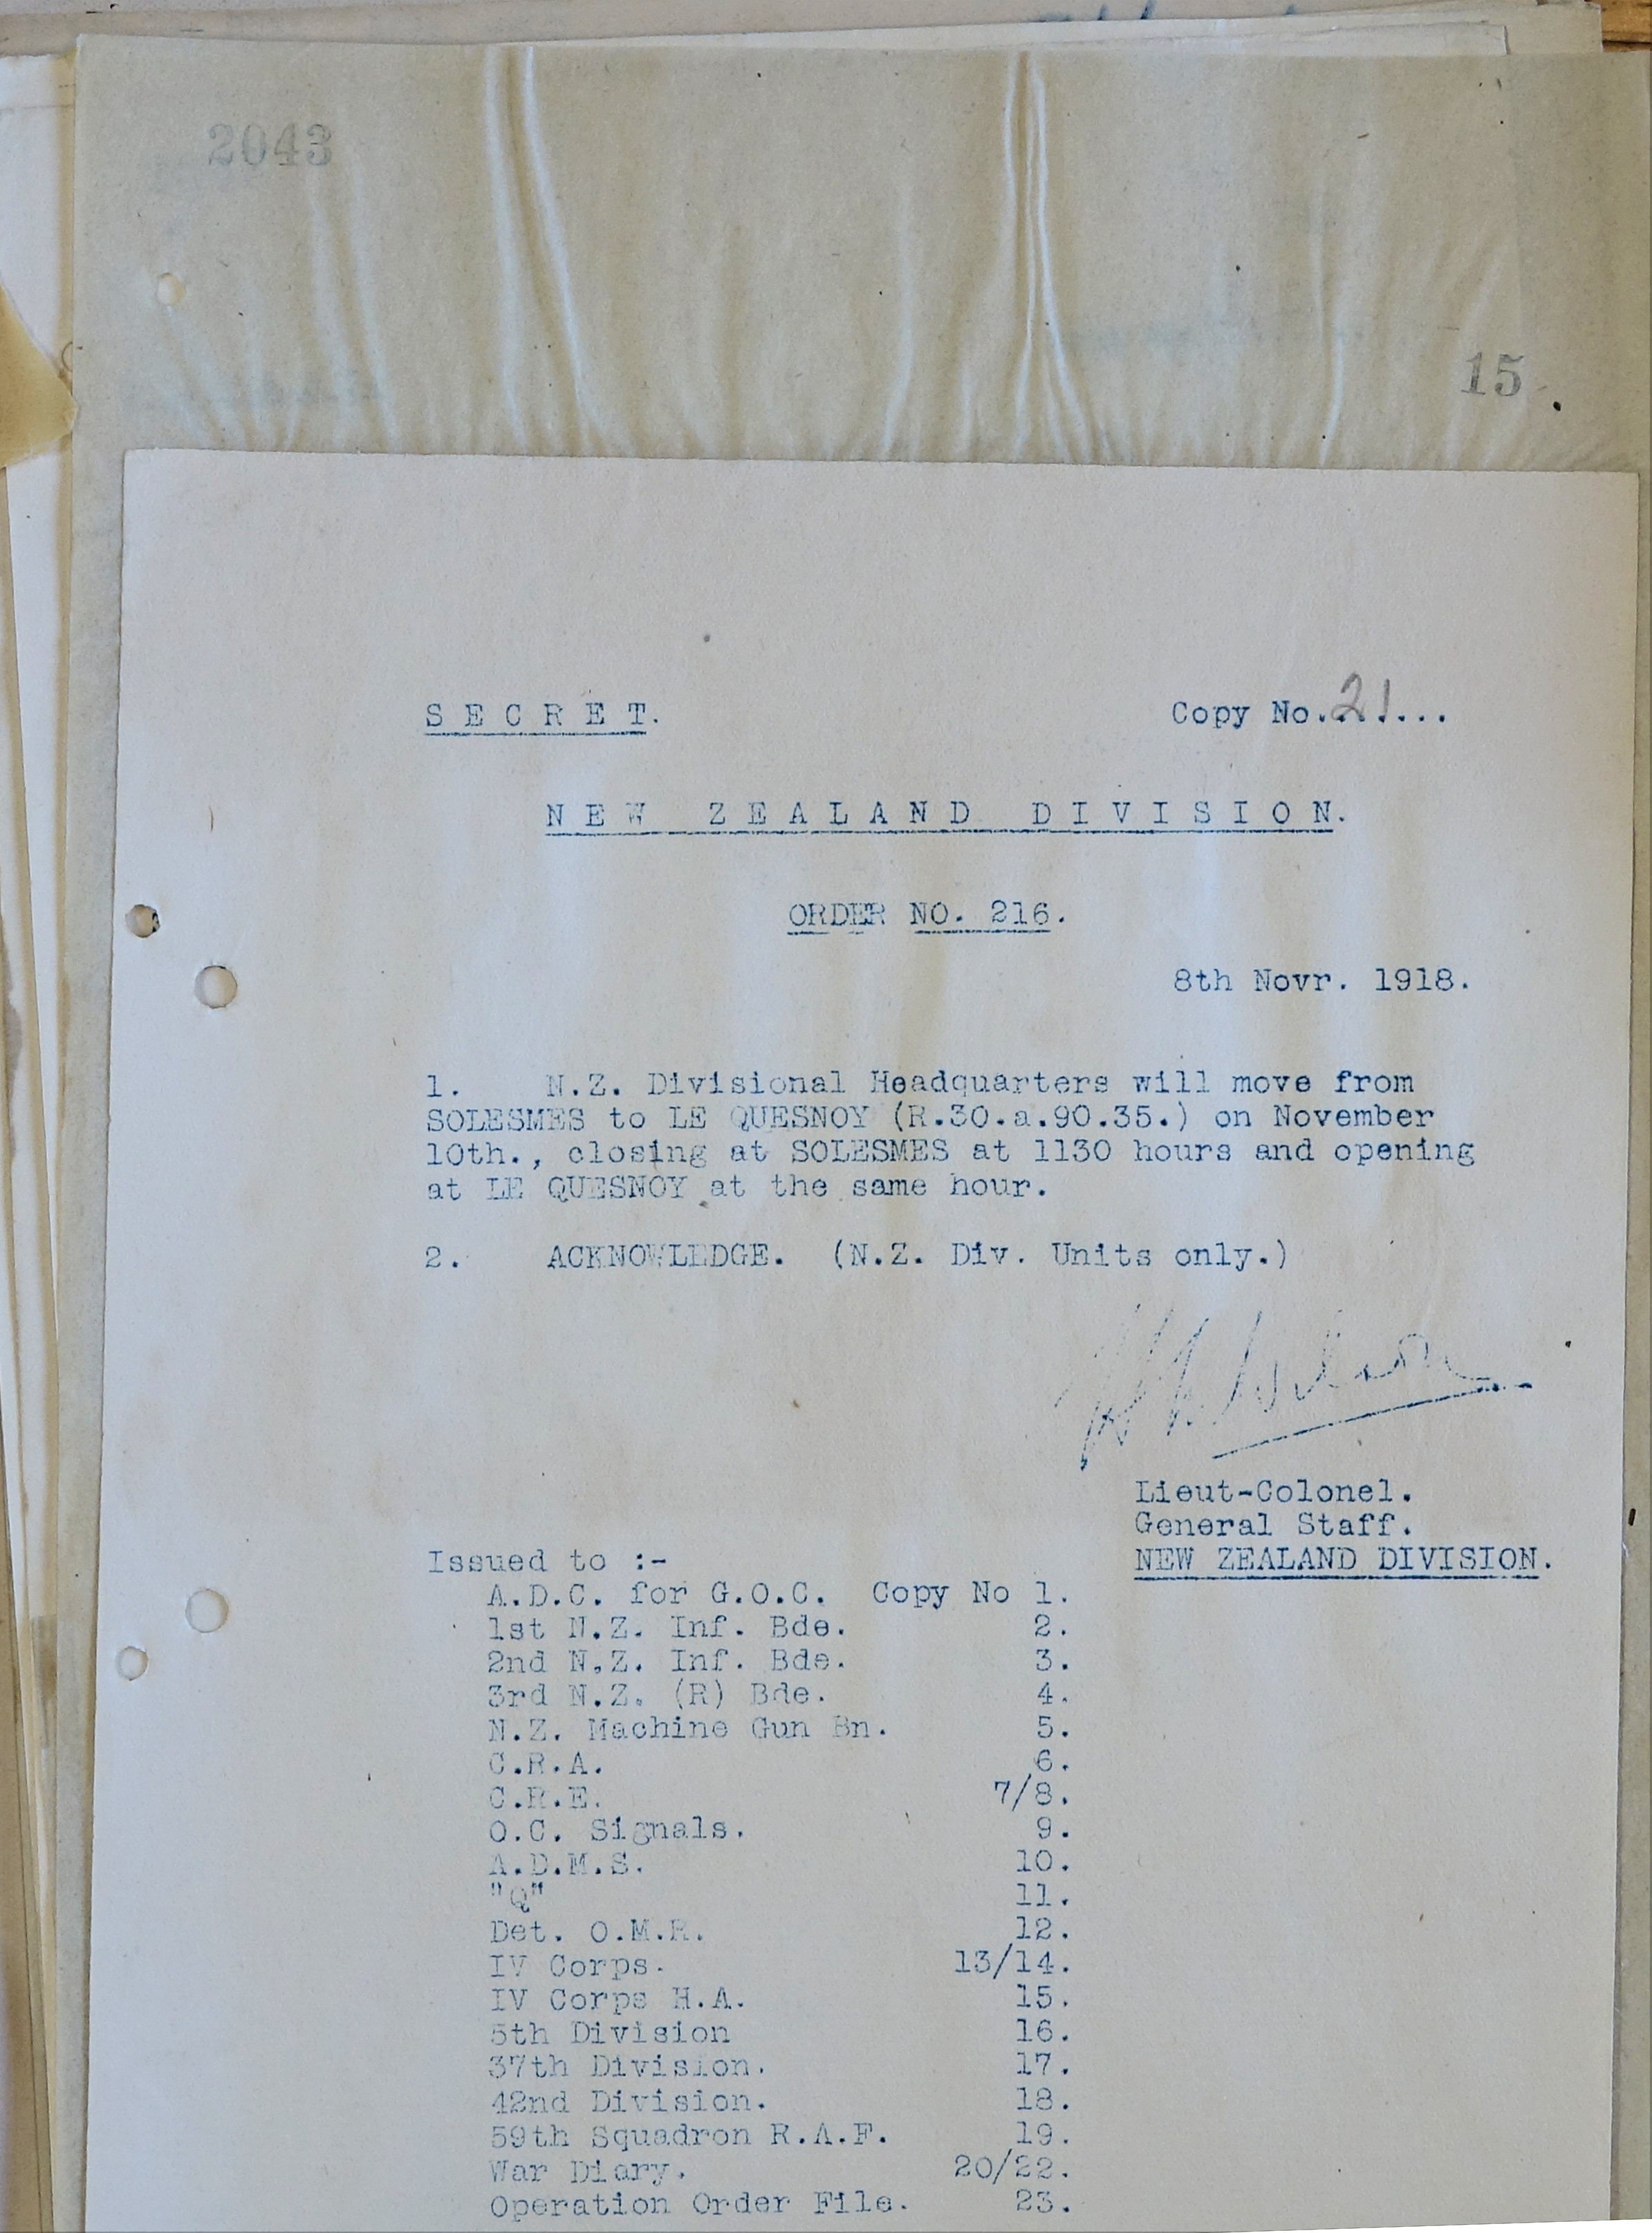 2043
15
SECRET.
Copy No. 21....
NEW ZEALAND DIVISION.
ORDER NO. 216.
8th Novr. 1918.
1. N.Z. Divisional Headquarters will move from
SOLESMES to LE QUESNOY (R.30.a.90.35.) on November
10th., closing at SOLESMES at 1130 hours and opening
at LE QUESNOY at the same hour.
2. ACKNOWLEDGE. (N.Z. Div. Units only.)
Lieut-Colonel.
General Staff.
NEW ZEALAND DIVISION.
Issued to :-
A.D.C. for G.O.C. Copy No 1.
1st N.Z. Inf. Bde. 2.
2nd N.Z. Inf. Bde. 3.
3rd N.Z. (R) Bde. 4.
N.Z. Machine Gun Bn. 5.
C.R.A. 6.
C.R.E. 7/8.
O.C. Signals. 9.
A.D.M.S. 10.
"Q" 11.
Det. O.M.R. 12.
IV Corps. 13/14.
IV Corps H.A. 15.
5th Division 16.
37th Division. 17.
42nd Division. 18.
59th Squadron R.A.F. 19.
War Diary. 20/22.
Operation Order File. 23.